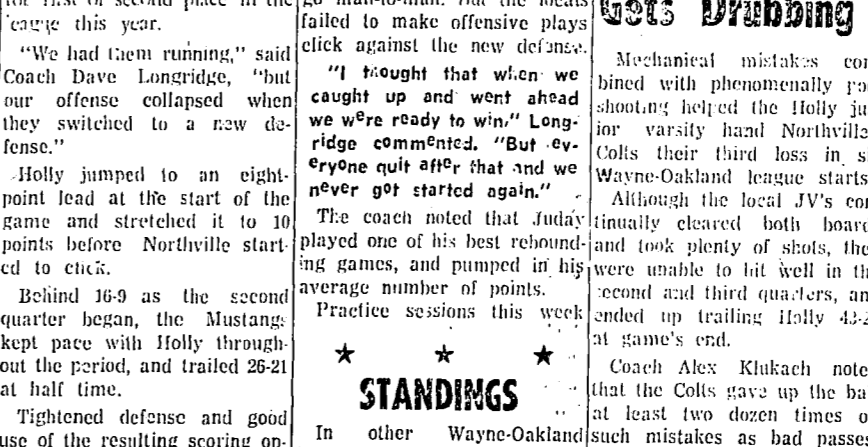 'eague this year.
"We had them running," said
Coach Dave Longridge, "but
our offense collapsed when
they switched to a new de-
fense."
Holly jumped to an eight-
point lead at the start of the
game and stretched it to 10
points before Northville start-
ed to click.
Behind 16-9 as the second
quarter began, the Mustangs
kept pace with Holly through-
out the period, and trailed 26-21
at half time.
Tightened defense and good
use of the resulting scoring op-
go man-to-man. But the locals
failed to make offensive plays
click against the new defense.
"I thought that when we
caught up and went ahead
we were ready to win," Long-
ridge commented. "But ev-
eryone quit after that and we
never got started again."
The coach noted that Juday
played one of his best rebound-
ing games, and pumped in his
average number of points.
Practice sessions this week
STANDINGS
In other Wayne-Oakland
Gets Drubbing
Mechanical mistakes com
bined with phenomenally po
shooting helped the Holly ju
ior varsity hand Northville
Colts their third loss in s
Wayne-Oakland league starts
Although the local JV's con
tinually cleared both board
and took plenty of shots, the
were unable to hit well in th
second and third quarters, an
ended up trailing Holly 43-
at game's end.
Coach Alex Klukach note
that the Colts gave up the ba
at least two dozen times o
such mistakes as bad passe